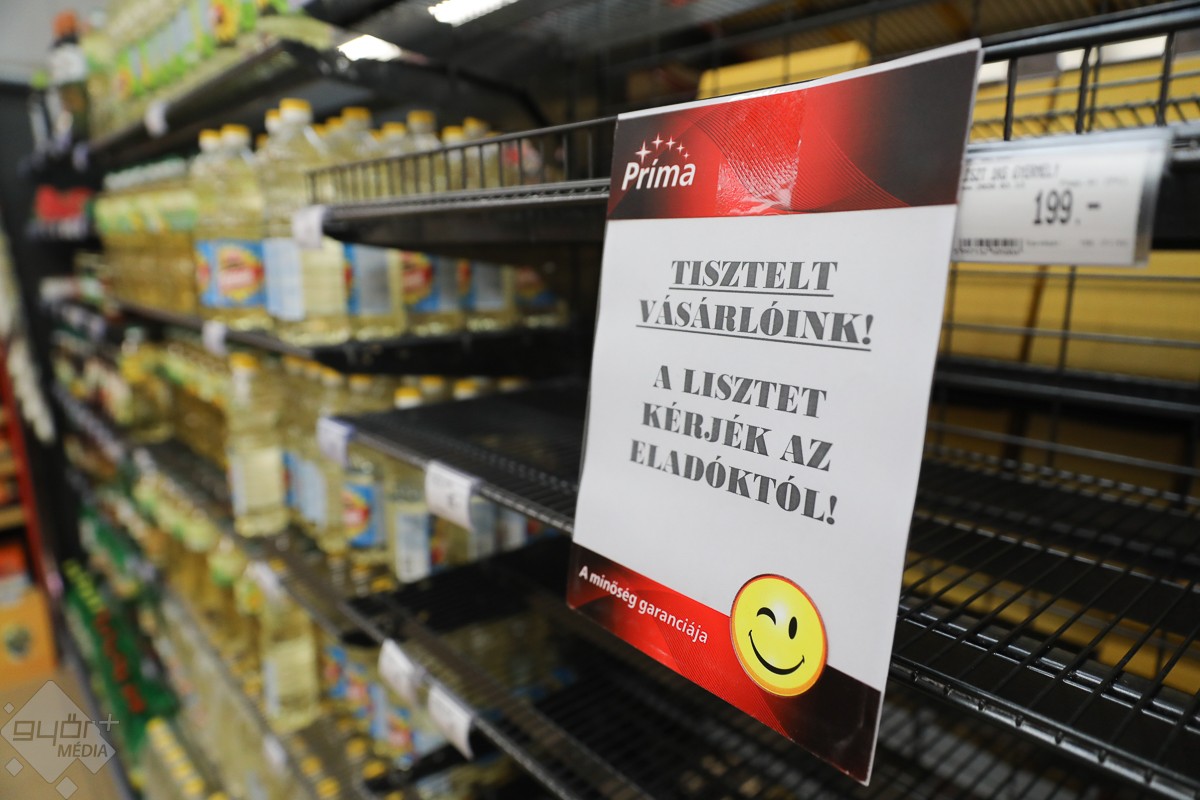 Príma
TISZTELT
VÁSÁRLÓINK!
A LISZTET
KÉRJÉK AZ
ELADÓKTÓL!
A minőség garanciája
199.-
győr+
MÉDIA